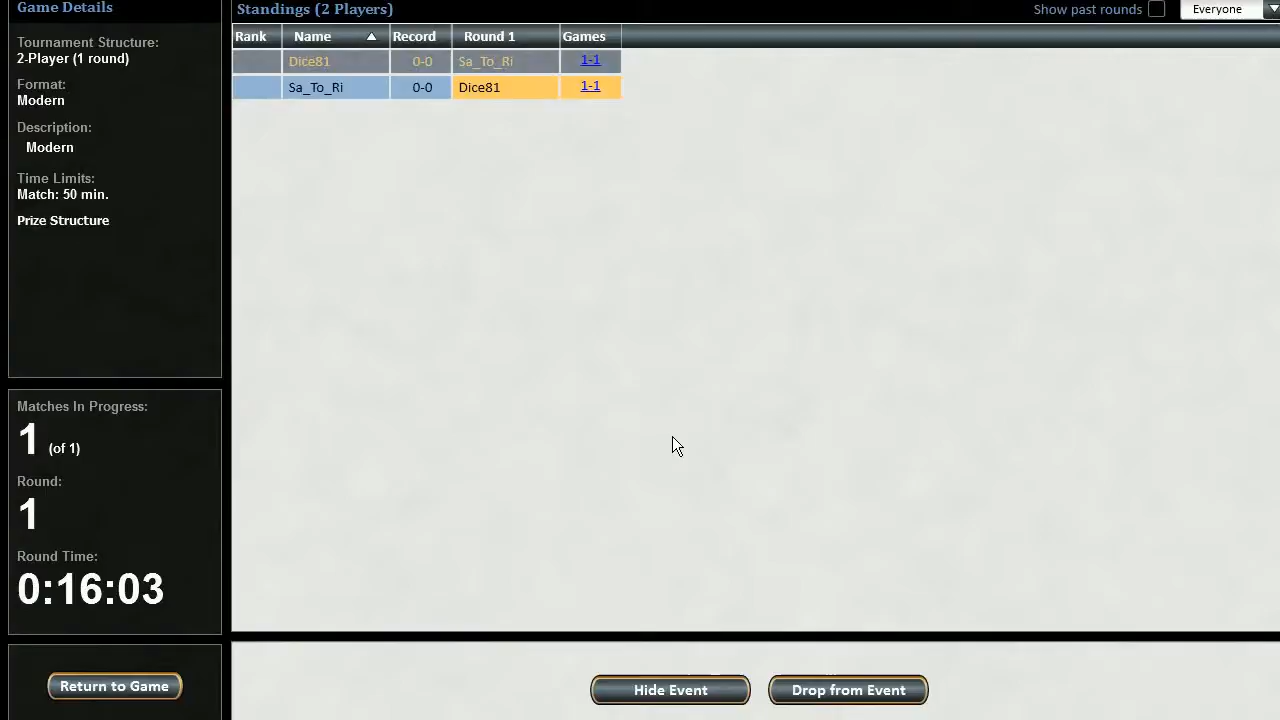 Game Details
Tournament Structure:
2-Player (1 round)
Format:
Modern
Description:
Modern
Time Limits:
Match: 50 min.
Prize Structure
Matches In Progress:
1 (of 1)
Round:
1
Round Time:
0:16:03
Return to Game
Standings (2 Players)
Show past rounds
Everyone
Rank Name Record Round 1 Games
Dice81 0-0 Sa_To_Ri 1-1
Sa_To_Ri 0-0 Dice81 1-1
Hide Event
Drop from Event